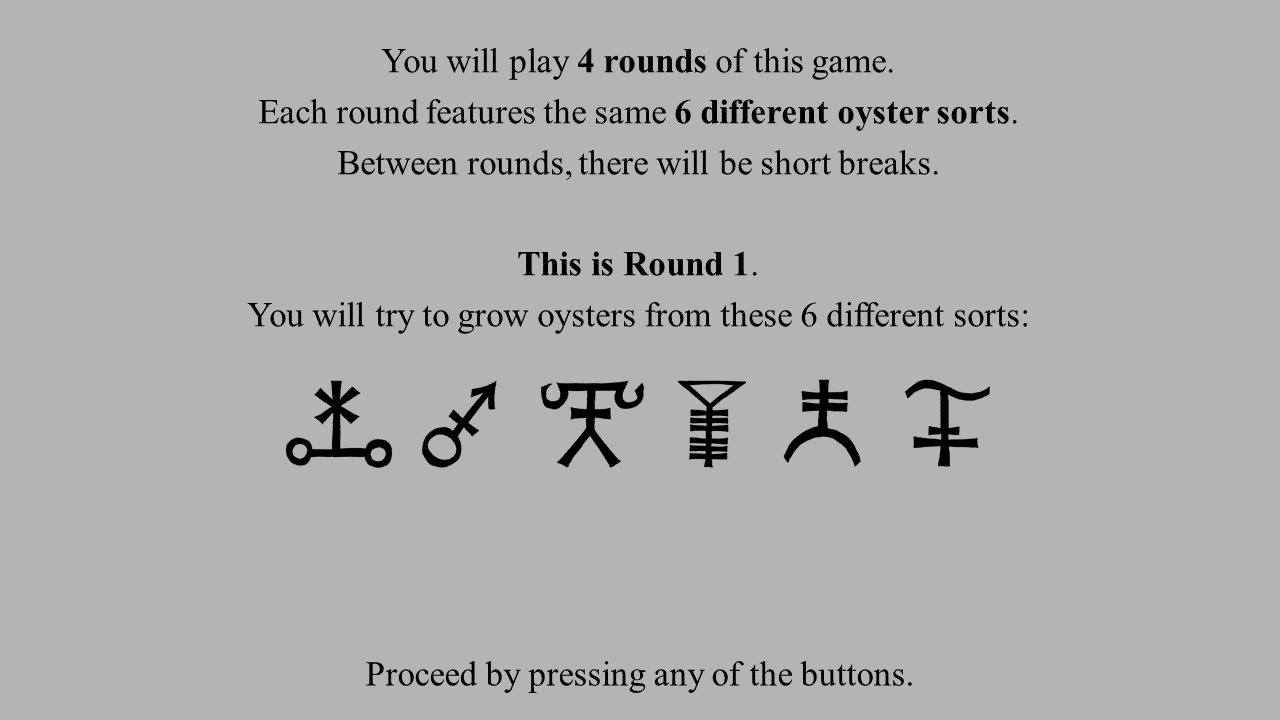 You will play 4 rounds of this game.
Each round features the same 6 different oyster sorts.
Between rounds, there will be short breaks.
This is Round 1.
You will try to grow oysters from these 6 different sorts:
Proceed by pressing any of the buttons.